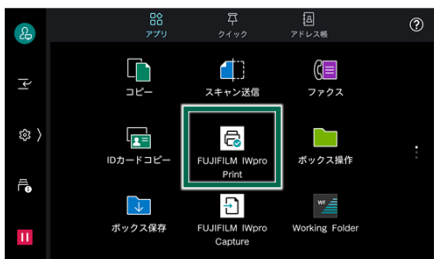 アプリ
クイック
アドレス帳
コピー
スキャン送信
ファクス
IDカードコピー
FUJIFILM IWpro
Print
ボックス操作
ボックス保存
FUJIFILM IWpro
Capture
WF
Working Folder